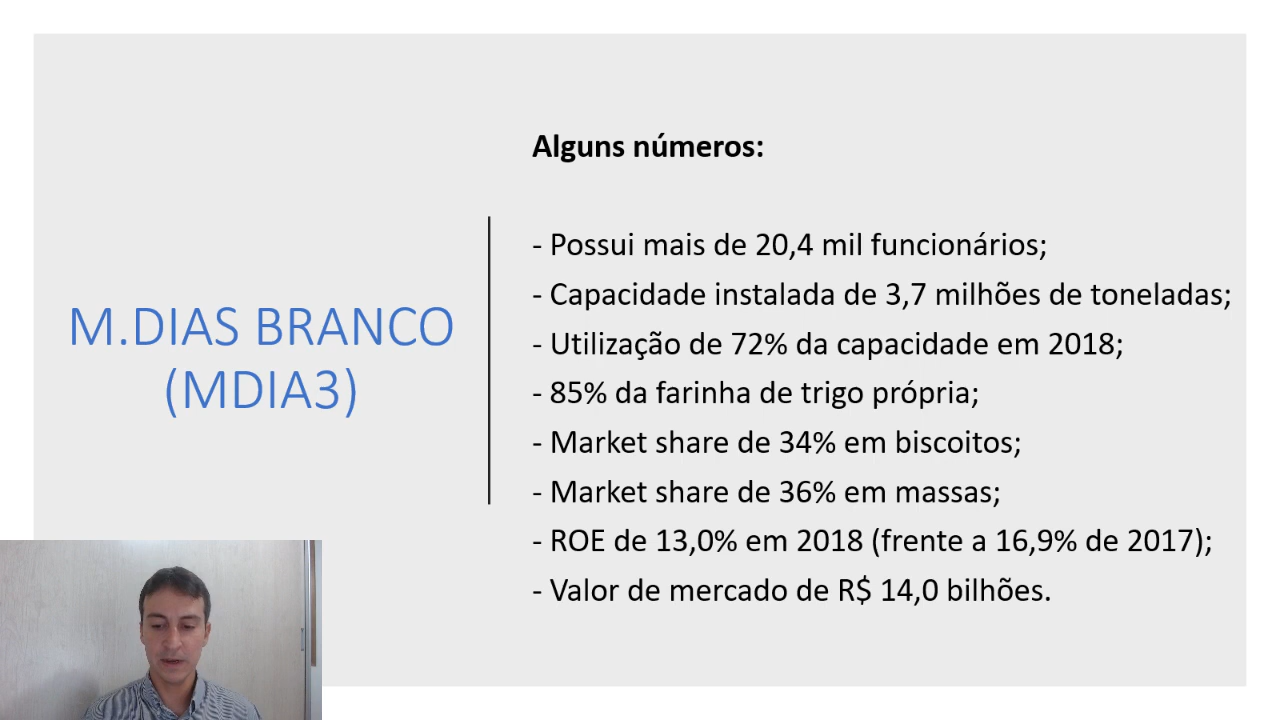 M.DIAS BRANCO
(MDIA3)
Alguns números:
- Possui mais de 20,4 mil funcionários;
- Capacidade instalada de 3,7 milhões de toneladas;
- Utilização de 72% da capacidade em 2018;
- 85% da farinha de trigo própria;
- Market share de 34% em biscoitos;
- Market share de 36% em massas;
- ROE de 13,0% em 2018 (frente a 16,9% de 2017);
- Valor de mercado de R$ 14,0 bilhões.